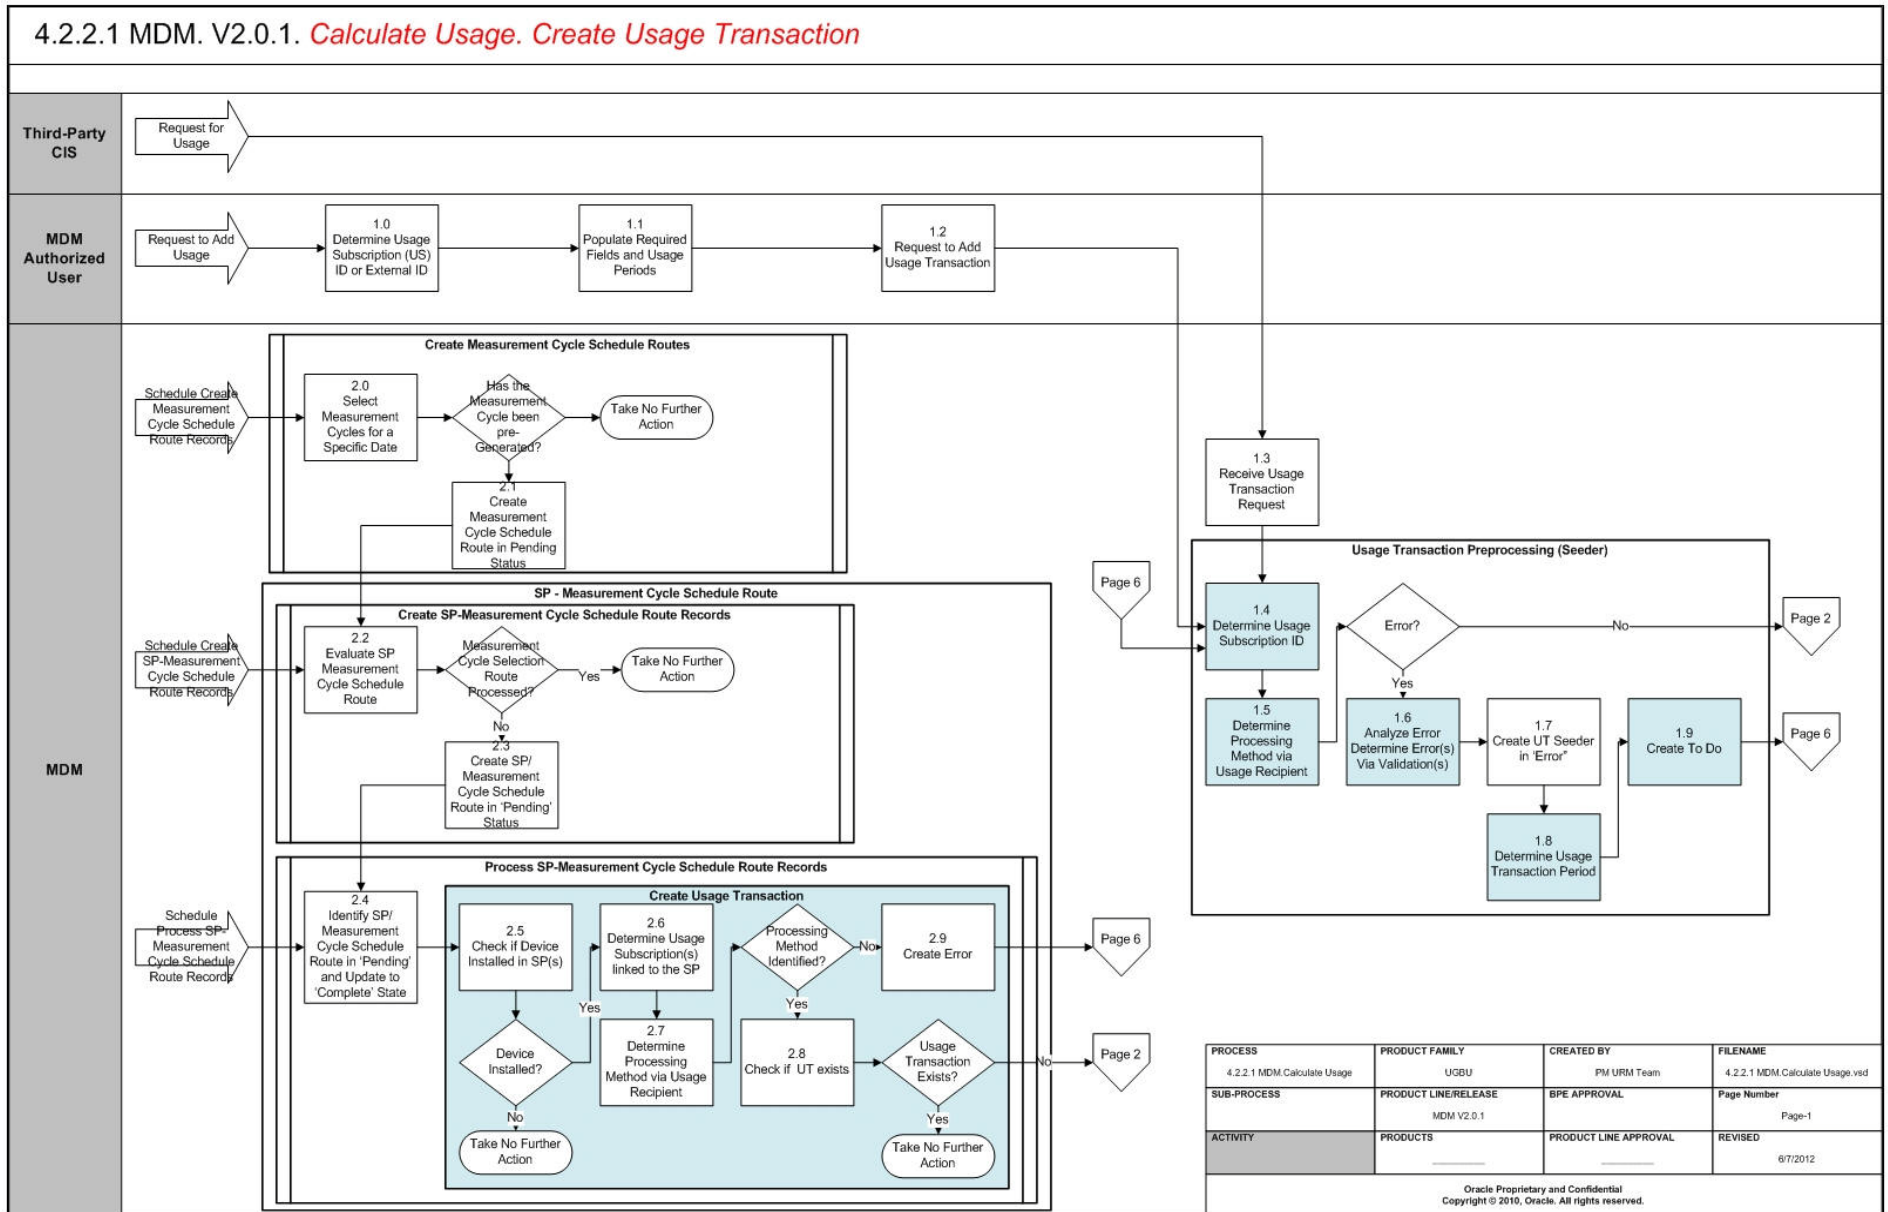 4.2.2.1 MDM. V2.0.1. Calculate Usage. Create Usage Transaction
Third-Party
CIS
Request for
Usage
MDM
Authorized
User
Request to Add
Usage
1.0
Determine Usage
Subscription (US)
ID or External ID
1.1
Populate Required
Fields and Usage
Periods
1.2
Request to Add
Usage Transaction
MDM
Create Measurement Cycle Schedule Routes
Schedule Create
Measurement
Cycle Schedule
Route Records
2.0
Select
Measurement
Cycles for a
Specific Date
Has the
Measurement
Cycle been
pre-
Generated?
Take No Further
Action
2.1
Create
Measurement
Cycle Schedule
Route in Pending
Status
1.3
Receive Usage
Transaction
Request
SP - Measurement Cycle Schedule Route
Create SP-Measurement Cycle Schedule Route Records
Schedule Create
SP-Measurement
Cycle Schedule
Route Records
2.2
Evaluate SP
Measurement
Cycle Schedule
Route
Measurement
Cycle Selection
Route
Processed?
Yes
Take No Further
Action
No
2.3
Create SP/
Measurement
Cycle Schedule
Route in 'Pending'
Status
Page 6
Usage Transaction Preprocessing (Seeder)
1.4
Determine Usage
Subscription ID
Error?
No
Page 2
Yes
1.5
Determine
Processing
Method via
Usage Recipient
1.6
Analyze Error
Determine Error(s)
Via Validation(s)
1.7
Create UT Seeder
in 'Error"
1.9
Create To Do
Page 6
1.8
Determine Usage
Transaction Period
Process SP-Measurement Cycle Schedule Route Records
Schedule
Process SP-
Measurement
Cycle Schedule
Route Records
2.4
Identify SP/
Measurement
Cycle Schedule
Route in 'Pending'
and Update to
'Complete' State
Create Usage Transaction
2.5
Check if Device
Installed in SP(s)
2.6
Determine Usage
Subscription(s)
linked to the SP
Processing
Method
Identified?
No
2.9
Create Error
Page 6
Yes
Yes
Device
Installed?
2.7
Determine
Processing
Method via Usage
Recipient
2.8
Check if UT exists
Usage
Transaction
Exists?
No
Page 2
No
Take No Further
Action
Yes
Take No Further
Action
PROCESS
4.2.2.1 MDM.Calculate Usage
PRODUCT FAMILY
UGBU
CREATED BY
PM URM Team
FILENAME
4.2.2.1 MDM.Calculate Usage.vsd
SUB-PROCESS
PRODUCT LINE/RELEASE
MDM V2.0.1
BPE APPROVAL
Page Number
Page-1
ACTIVITY
PRODUCTS
PRODUCT LINE APPROVAL
REVISED
6/7/2012
Oracle Proprietary and Confidential
Copyright © 2010, Oracle. All rights reserved.